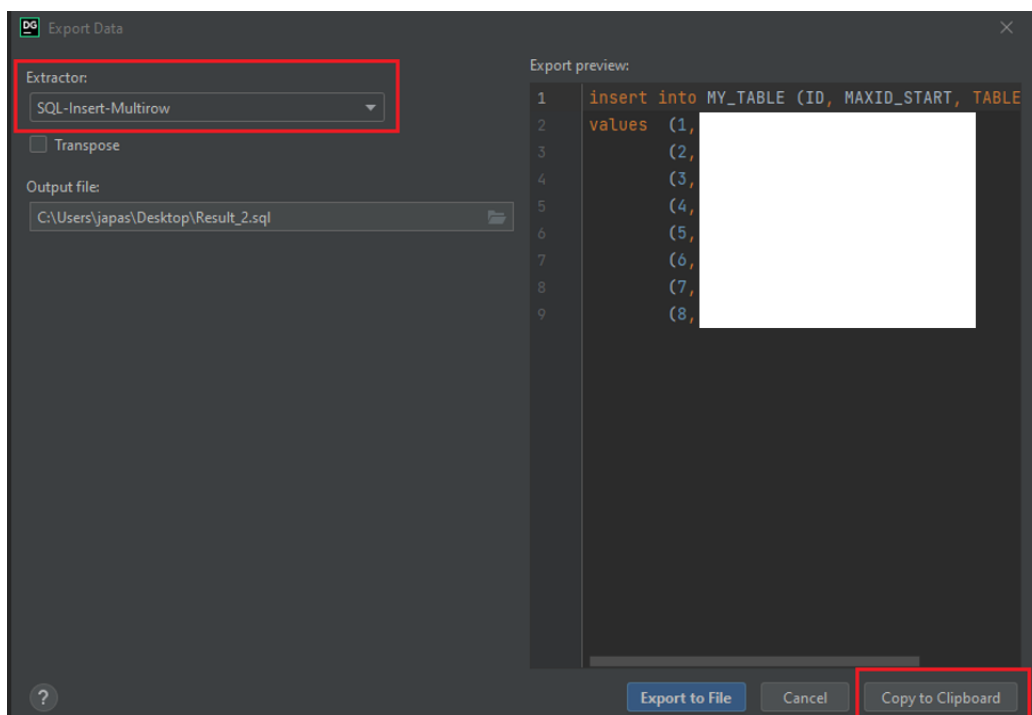 DG Export Data
Extractor:
SQL-Insert-Multirow
Transpose
Output file:
C:\Users\japas\Desktop\Result_2.sql
Export preview:
1 insert into MY_TABLE (ID, MAXID_START, TABLE
2 values (1,
3 (2,
4 (3,
5 (4,
6 (5,
7 (6,
8 (7,
9 (8,
?
Export to File
Cancel
Copy to Clipboard